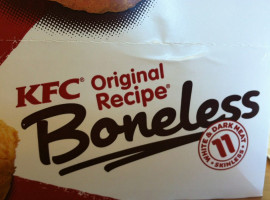 KFC® Original
Recipe®
Boneless
WHITE & DARK MEAT
11
• SKINLESS •